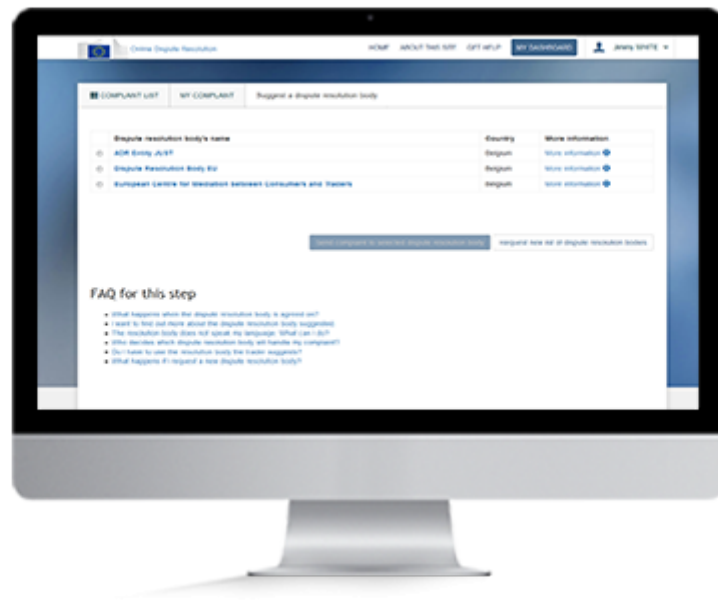 Online Dispute Resolution
HOME ABOUT THIS SITE GET HELP MY DASHBOARD Jimmy WHITE
COMPLAINT LIST MY COMPLAINT Suggest a dispute resolution body
Dispute resolution body's name Country More information
ADR Entity JUST Belgium More information
Dispute Resolution Body EU Belgium More information
European Centre for Mediation between Consumers and Traders Belgium More information
Send complaint to selected dispute resolution body Request new list of dispute resolution bodies
FAQ for this step
What happens when the dispute resolution body is agreed on?
I want to find out more about the dispute resolution body suggested
The resolution body does not speak my language. What can I do?
Who decides which dispute resolution body will handle my complaint?
Do I have to use the resolution body the trader suggests?
What happens if I request a new dispute resolution body?